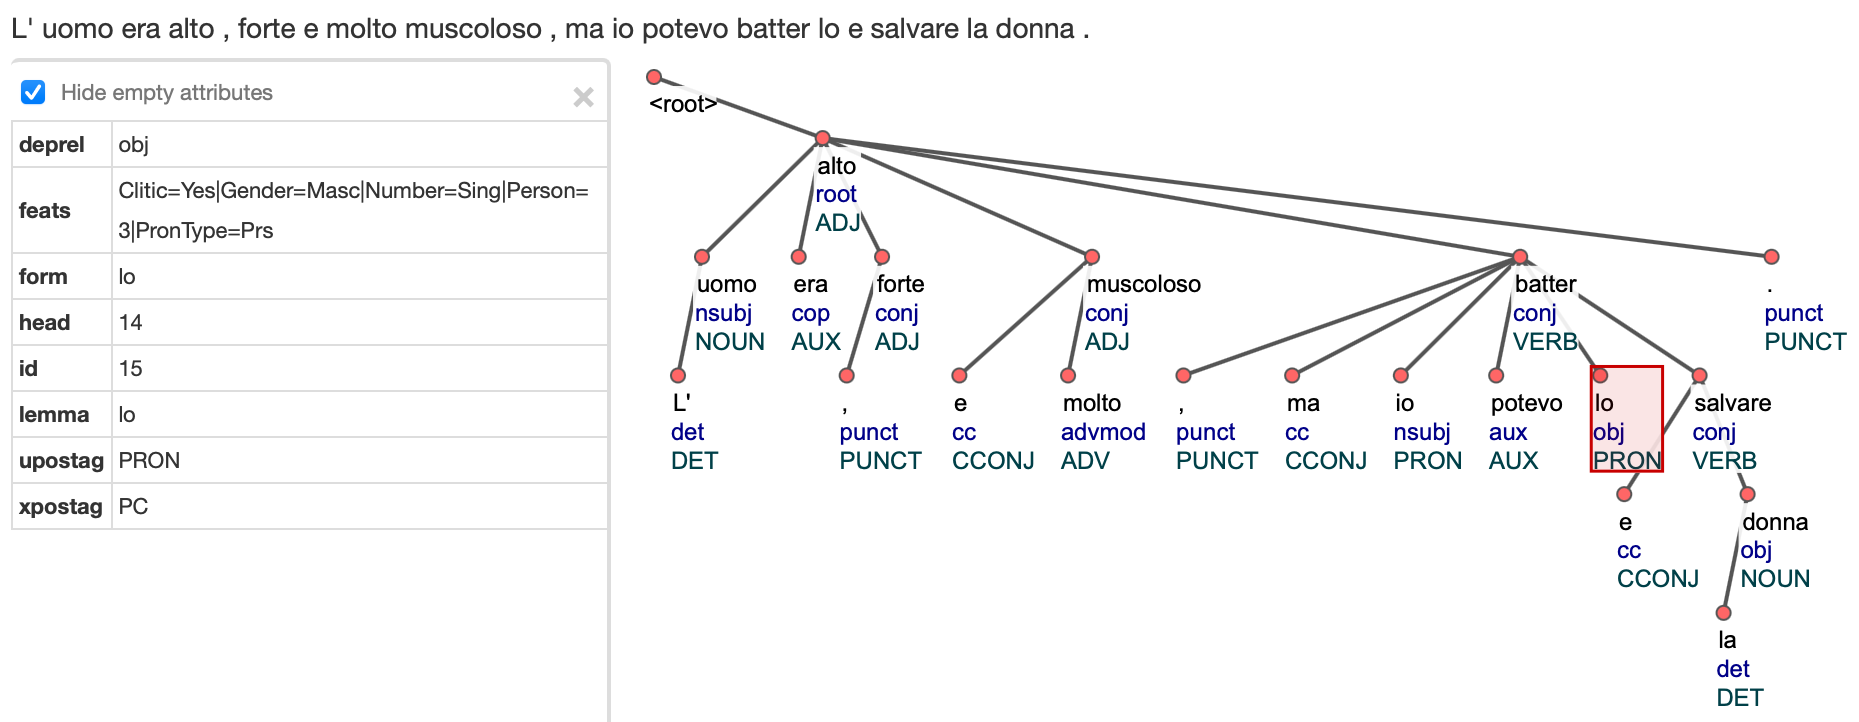 L' uomo era alto , forte e molto muscoloso , ma io potevo batter lo e salvare la donna .
Hide empty attributes ×
deprel obj
feats Clitic=Yes|Gender=Masc|Number=Sing|Person=
3|PronType=Prs
form lo
head 14
id 15
lemma lo
upostag PRON
xpostag PC
<root>
alto
root
ADJ
uomo era forte muscoloso batter .
nsubj cop conj conj conj punct
NOUN AUX ADJ ADJ VERB PUNCT
L' , e molto , ma io potevo lo salvare
det punct cc advmod punct cc nsubj aux obj conj
DET PUNCT CCONJ ADV PUNCT CCONJ PRON AUX PRON VERB
e donna
cc obj
CCONJ NOUN
la
det
DET